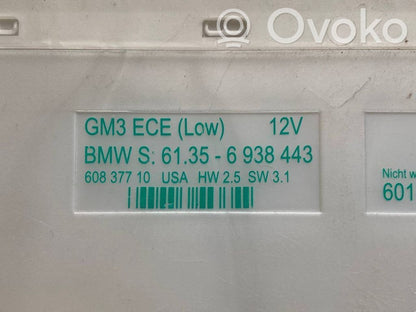 Ovoko
GM3 ECE (Low) 12V
BMW S: 61.35 - 6 938 443
608 377 10 USA HW 2.5 SW 3.1
Nicht
601